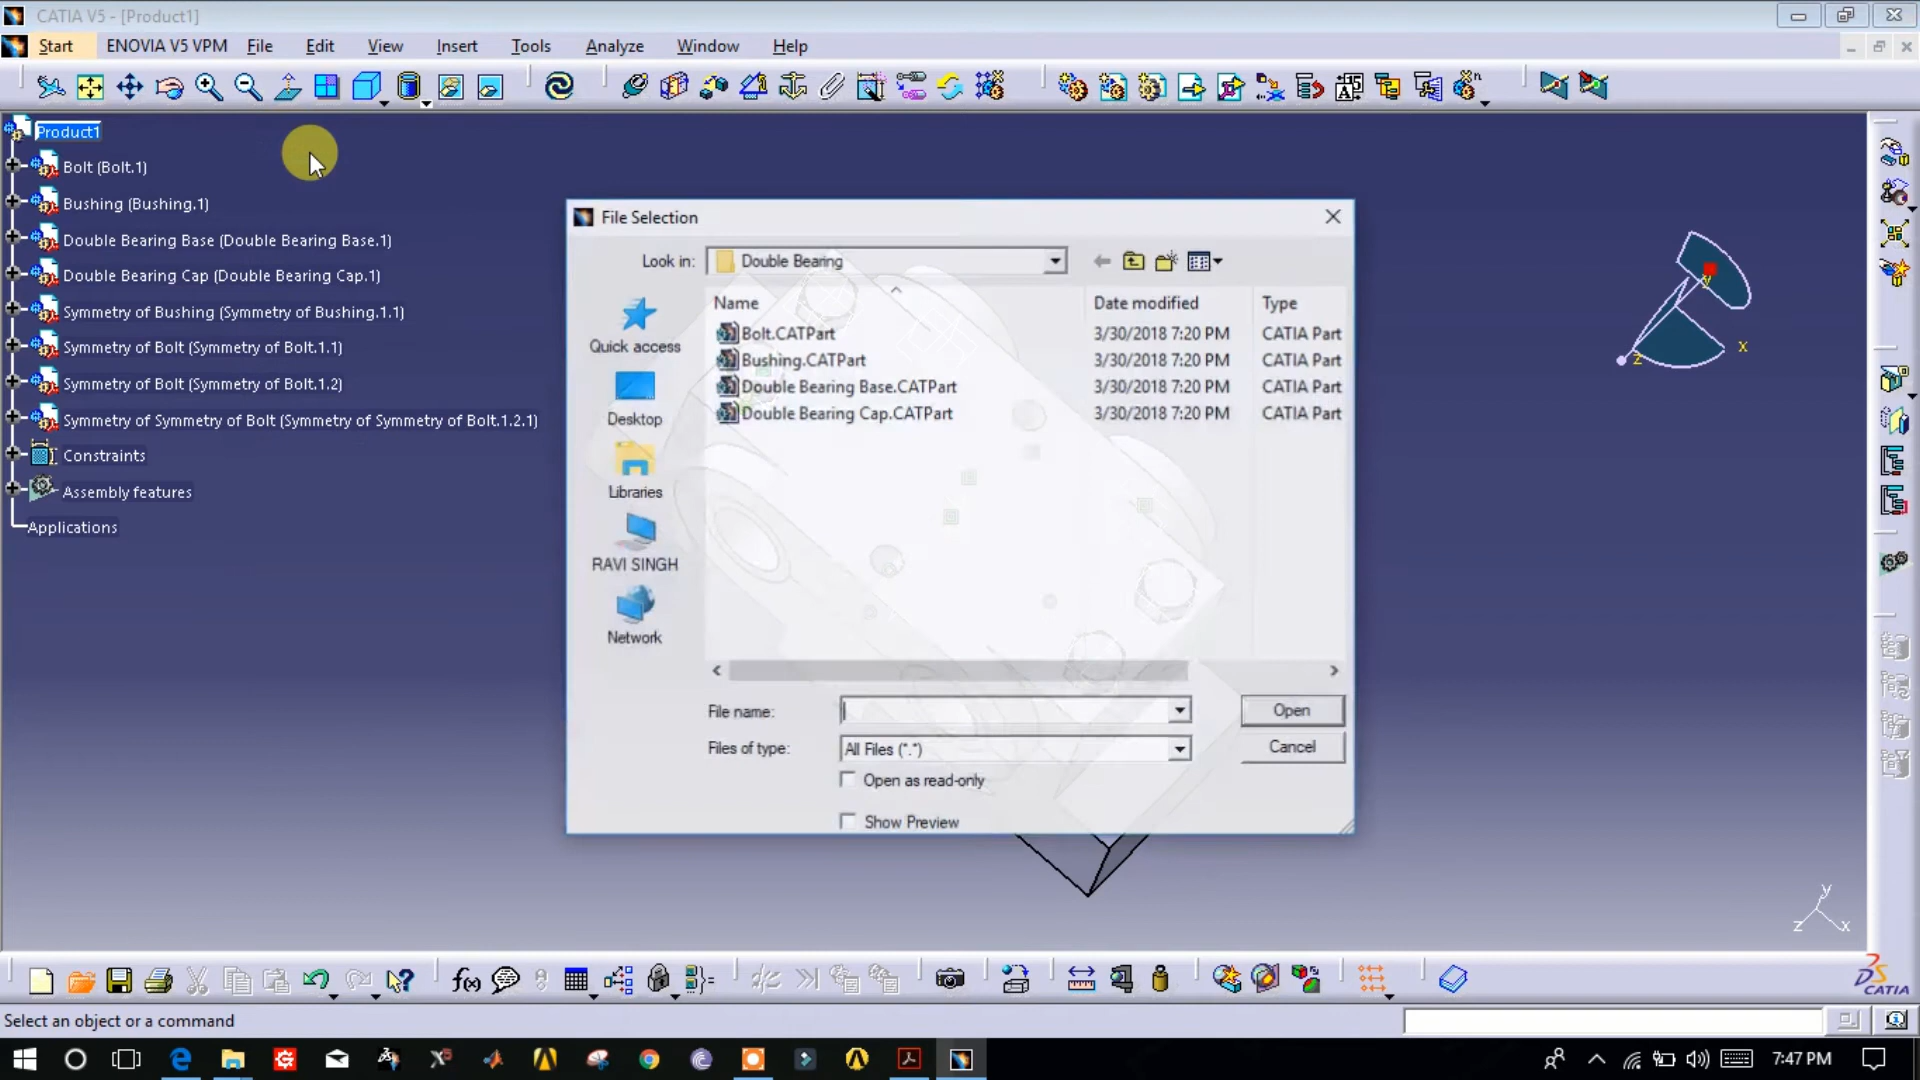 CATIA V5 - [Product1]
Start ENOVIA V5 VPM File Edit View Insert Tools Analyze Window Help
Product1
Bolt (Bolt.1)
Bushing (Bushing.1)
Double Bearing Base (Double Bearing Base.1)
Double Bearing Cap (Double Bearing Cap.1)
Symmetry of Bushing (Symmetry of Bushing.1.1)
Symmetry of Bolt (Symmetry of Bolt.1.1)
Symmetry of Bolt (Symmetry of Bolt.1.2)
Symmetry of Symmetry of Bolt (Symmetry of Symmetry of Bolt.1.2.1)
Constraints
Assembly features
Applications
File Selection
Look in: Double Bearing
Quick access
Desktop
Libraries
RAVI SINGH
Network
Name Date modified Type
Bolt.CATPart 3/30/2018 7:20 PM CATIA Part
Bushing.CATPart 3/30/2018 7:20 PM CATIA Part
Double Bearing Base.CATPart 3/30/2018 7:20 PM CATIA Part
Double Bearing Cap.CATPart 3/30/2018 7:20 PM CATIA Part
File name: Open
Files of type: All Files (*.*) Cancel
Open as read-only
Show Preview
y
x
z
y
z x
f(x)
CATIA
Select an object or a command
7:47 PM